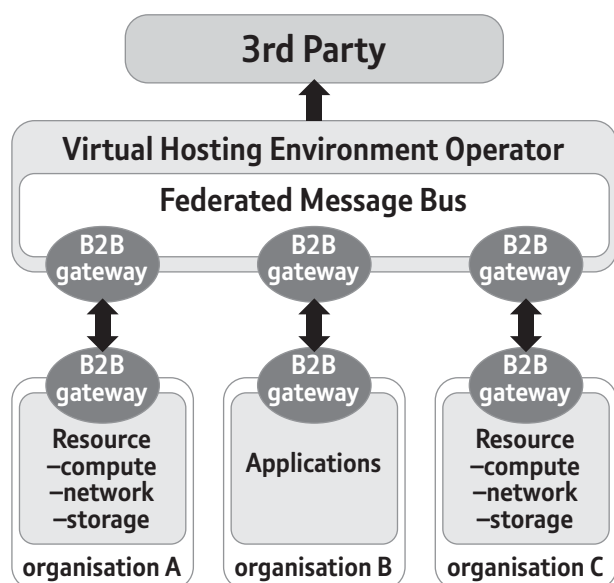 3rd Party
Virtual Hosting Environment Operator
Federated Message Bus
B2B
gateway
B2B
gateway
B2B
gateway
B2B
gateway
B2B
gateway
B2B
gateway
Resource
–compute
–network
–storage
Applications
Resource
–compute
–network
–storage
organisation A
organisation B
organisation C